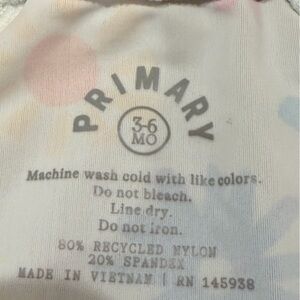 PRIMARY
3-6
MO
Machine wash cold with like colors.
Do not bleach.
Line dry.
Do not iron.
80% RECYCLED NYLON
20% SPANDEX
MADE IN VIETNAM | RN 145938